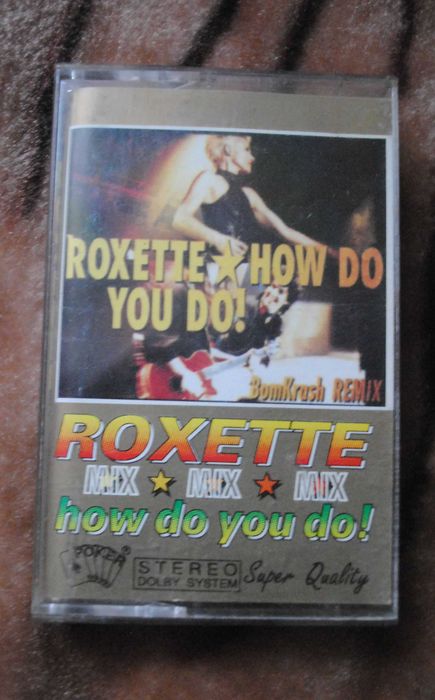 ROXETTE★HOW DO
YOU DO!
BomKrash REMIX
ROXETTE
MIX ★ MIX ★ MIX
how do you do!
POKER®
STEREO
DOLBY SYSTEM
Super Quality